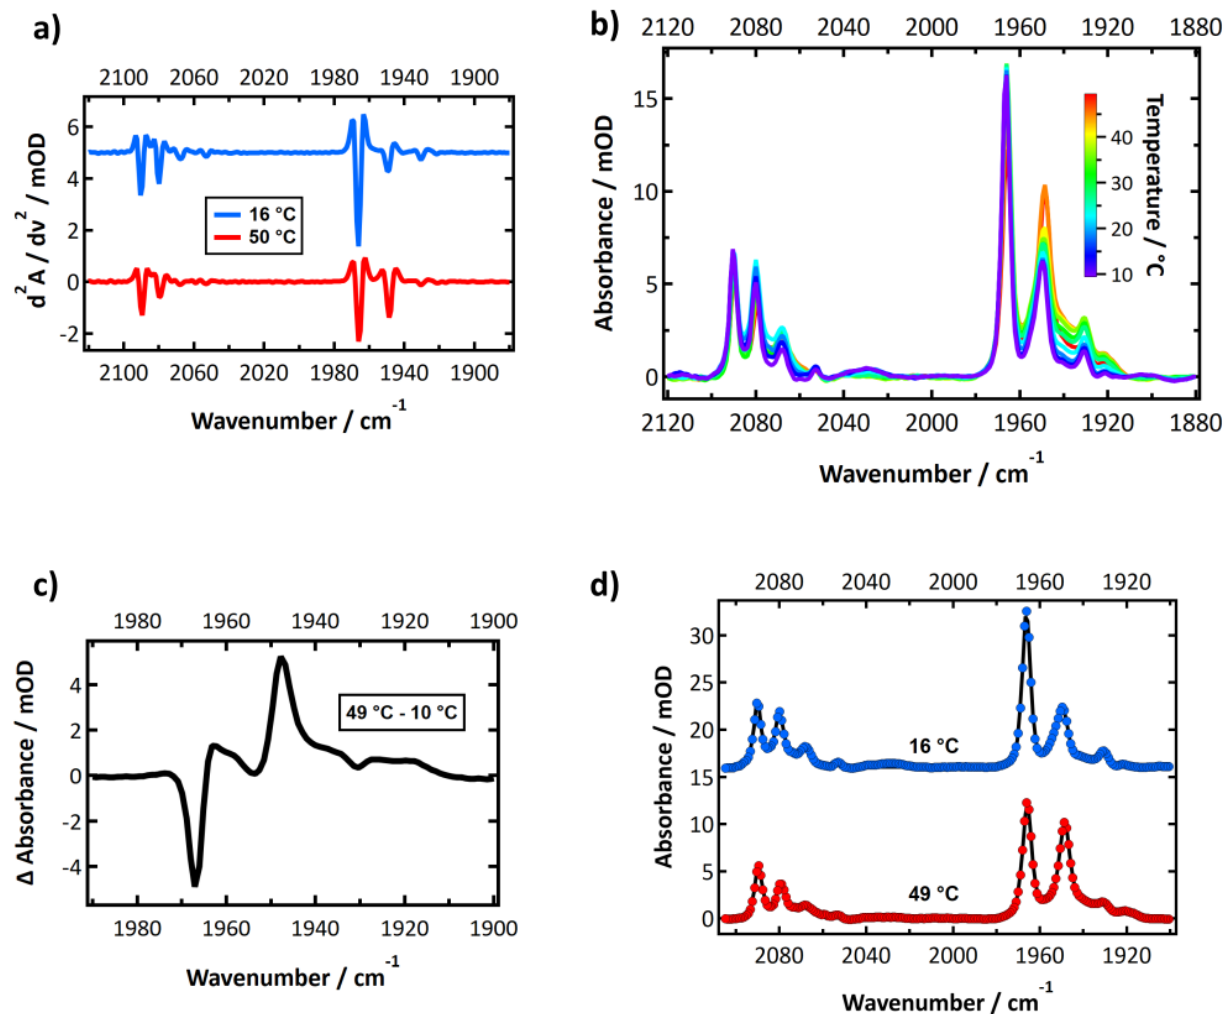 a)
2100 2060 2020 1980 1940 1900
6
4
2
0
-2
d² A / dv² / mOD
16 °C
50 °C
2100 2060 2020 1980 1940 1900
Wavenumber / cm⁻¹
b)
2120 2080 2040 2000 1960 1920 1880
15
10
5
0
Absorbance / mOD
40
30
20
10
Temperature / °C
2120 2080 2040 2000 1960 1920 1880
Wavenumber / cm⁻¹
c)
1980 1960 1940 1920 1900
4
2
0
-2
-4
Δ Absorbance / mOD
49 °C - 10 °C
1980 1960 1940 1920 1900
Wavenumber / cm⁻¹
d)
2080 2040 2000 1960 1920
30
25
20
15
10
5
0
Absorbance / mOD
16 °C
49 °C
2080 2040 2000 1960 1920
Wavenumber / cm⁻¹